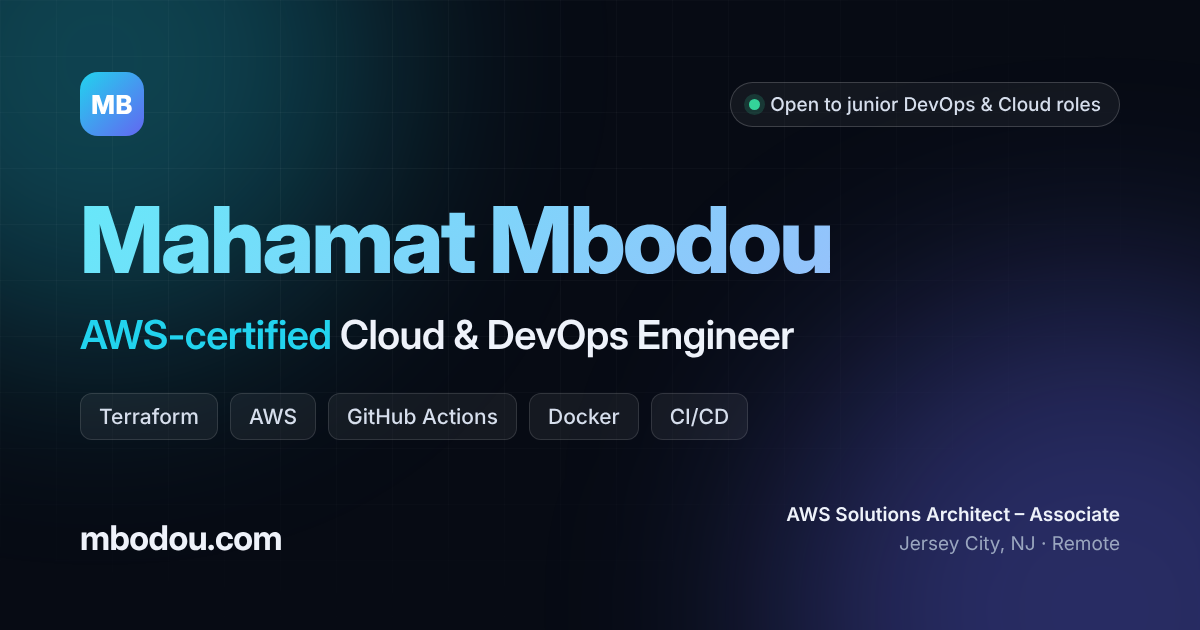 MB
Open to junior DevOps & Cloud roles
Mahamat Mbodou
AWS-certified Cloud & DevOps Engineer
Terraform
AWS
GitHub Actions
Docker
CI/CD
mbodou.com
AWS Solutions Architect – Associate
Jersey City, NJ · Remote